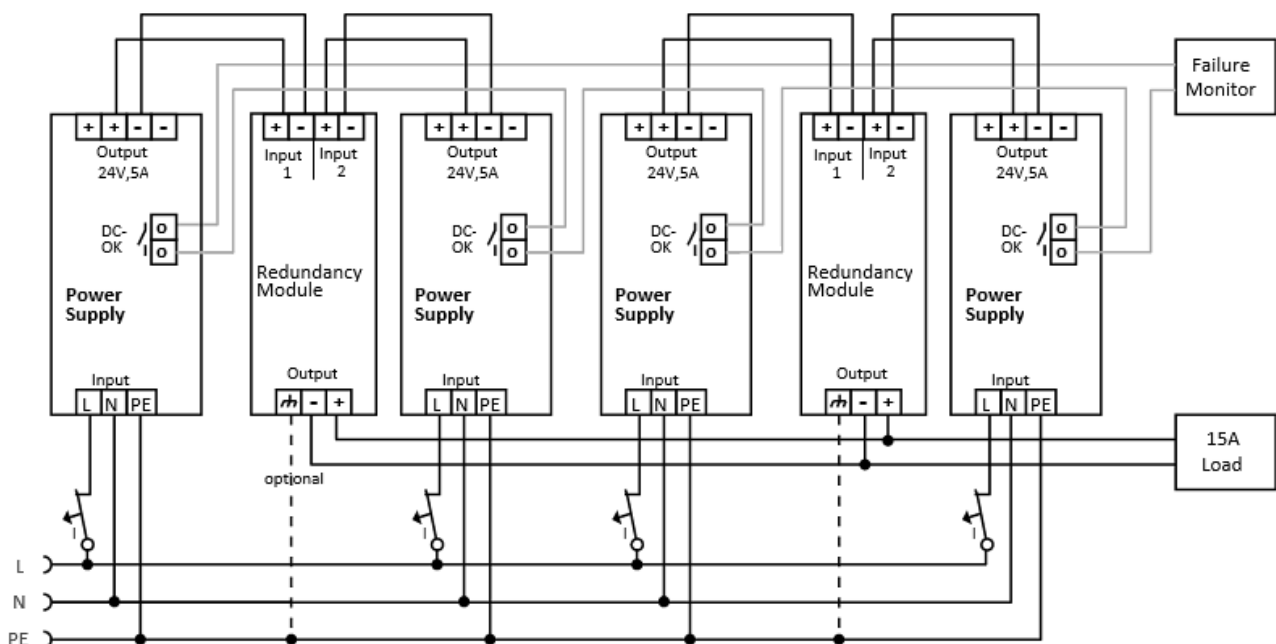 Failure
Monitor
+ + - -
+ - + -
+ + - -
+ + - -
+ - + -
+ + - -
Output
24V,5A
Input
1
Input
2
Output
24V,5A
Output
24V,5A
Input
1
Input
2
Output
24V,5A
DC-
OK
o
o
DC-
OK
o
o
DC-
OK
o
o
DC-
OK
o
o
Power
Supply
Redundancy
Module
Power
Supply
Power
Supply
Redundancy
Module
Power
Supply
Input
L N PE
Output
- +
Input
L N PE
Input
L N PE
Output
- +
Input
L N PE
15A
Load
optional
I
I
I
I
L
N
PE